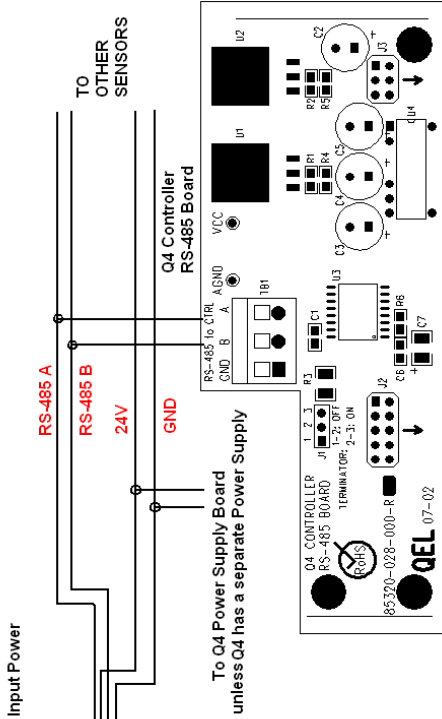 Input Power
RS-485 A
RS-485 B
24V
GND
TO
OTHER
SENSORS
Q4 Controller
RS-485 Board
To Q4 Power Supply Board
unless Q4 has a separate Power Supply
RS-485 to CTRL
GND B A
TB1
AGND
VCC
U1
U2
R1
R4
R2
R5
C2
J3
C5
C4
C3
U4
U3
C1
R3
R6
C6
C7
J1
1 2 3
1-2: OFF
TERMINATOR: 2-3: ON
J2
Q4 CONTROLLER
RS-485 BOARD
RoHS
85320-028-000-R
QEL 07-02